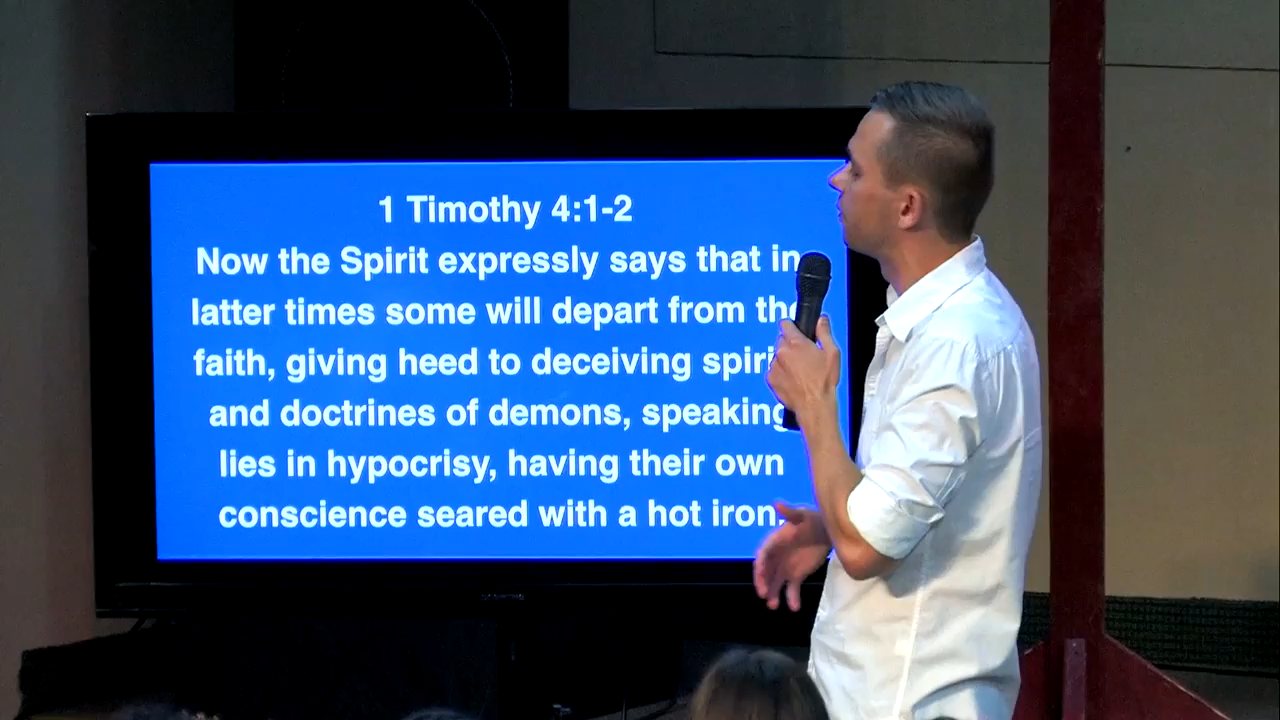 1 Timothy 4:1-2
Now the Spirit expressly says that in
latter times some will depart from the
faith, giving heed to deceiving
and doctrines of demons, speaking
lies in hypocrisy, having their own
conscience seared with a hot iron.